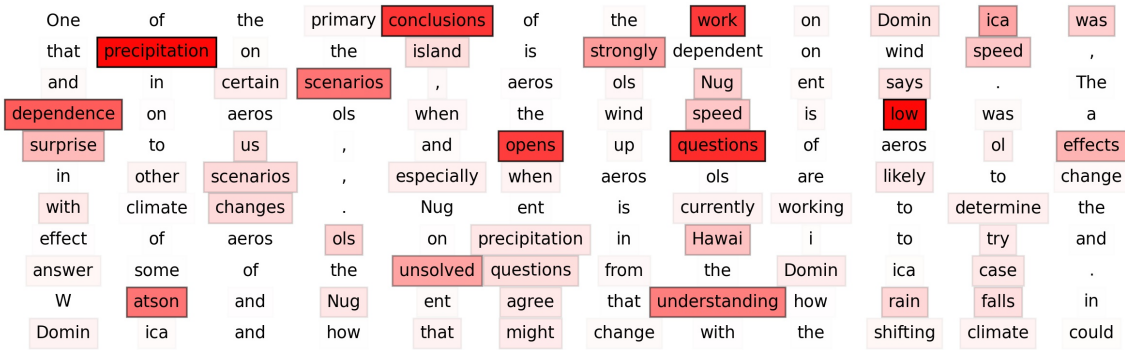 One of the primary conclusions of the work on Domin ica was
that precipitation on the island is strongly dependent on wind speed ,
and in certain scenarios , aeros ols Nug ent says . The
dependence on aeros ols when the wind speed is low was a
surprise to us , and opens up questions of aeros ol effects
in other scenarios , especially when aeros ols are likely to change
with climate changes . Nug ent is currently working to determine the
effect of aeros ols on precipitation in Hawai i to try and
answer some of the unsolved questions from the Domin ica case .
W atson and Nug ent agree that understanding how rain falls in
Domin ica and how that might change with the shifting climate could